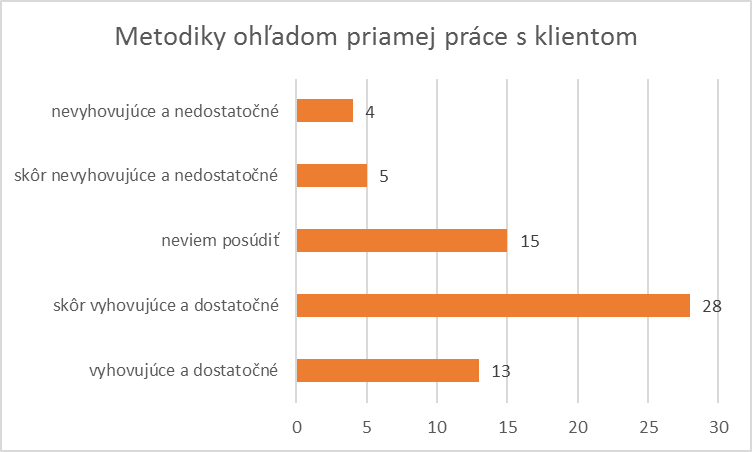 Metodiky ohľadom priamej práce s klientom
nevyhovujúce a nedostatočné 4
skôr nevyhovujúce a nedostatočné 5
neviem posúdiť 15
skôr vyhovujúce a dostatočné 28
vyhovujúce a dostatočné 13
0 5 10 15 20 25 30